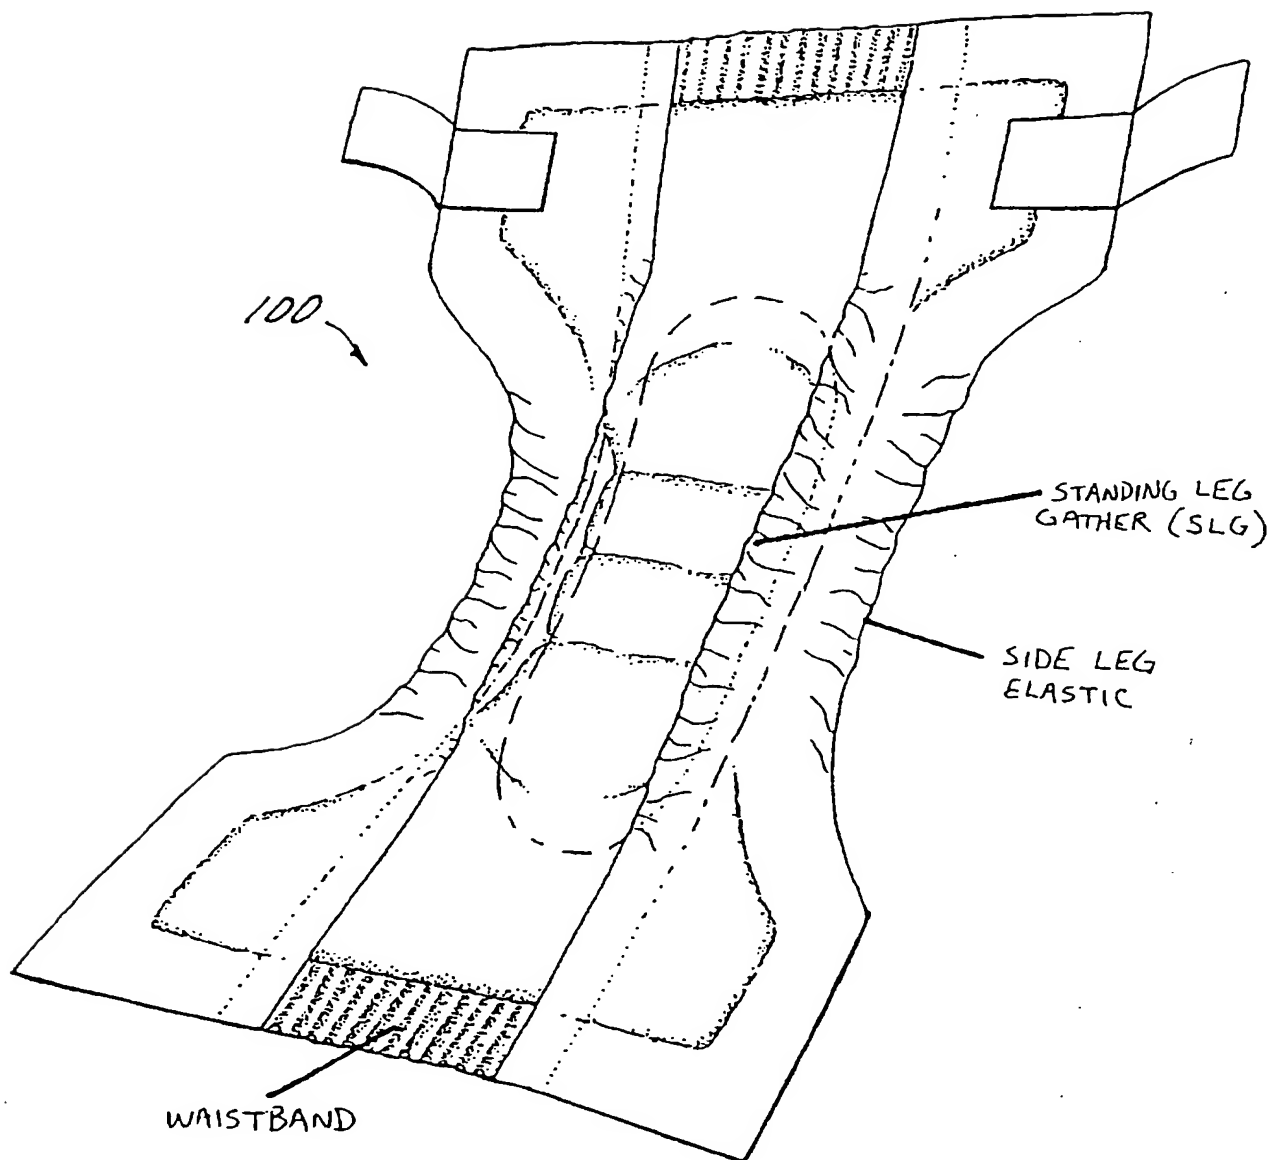 100
STANDING LEG
GATHER (SLG)
SIDE LEG
ELASTIC
WAISTBAND